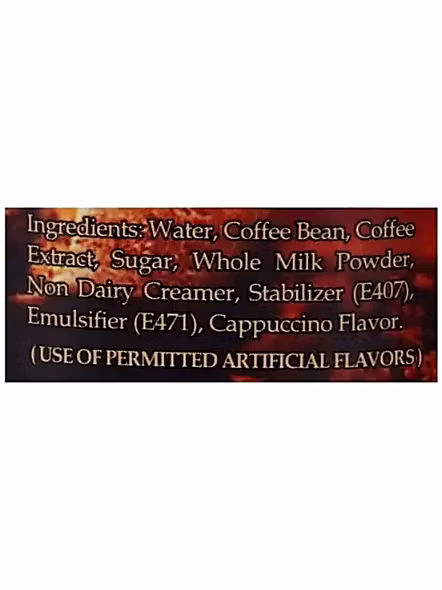 Ingredients: Water, Coffee Bean, Coffee
Extract, Sugar, Whole Milk Powder,
Non Dairy Creamer, Stabilizer (E407),
Emulsifier (E471), Cappuccino Flavor.
(USE OF PERMITTED ARTIFICIAL FLAVORS)